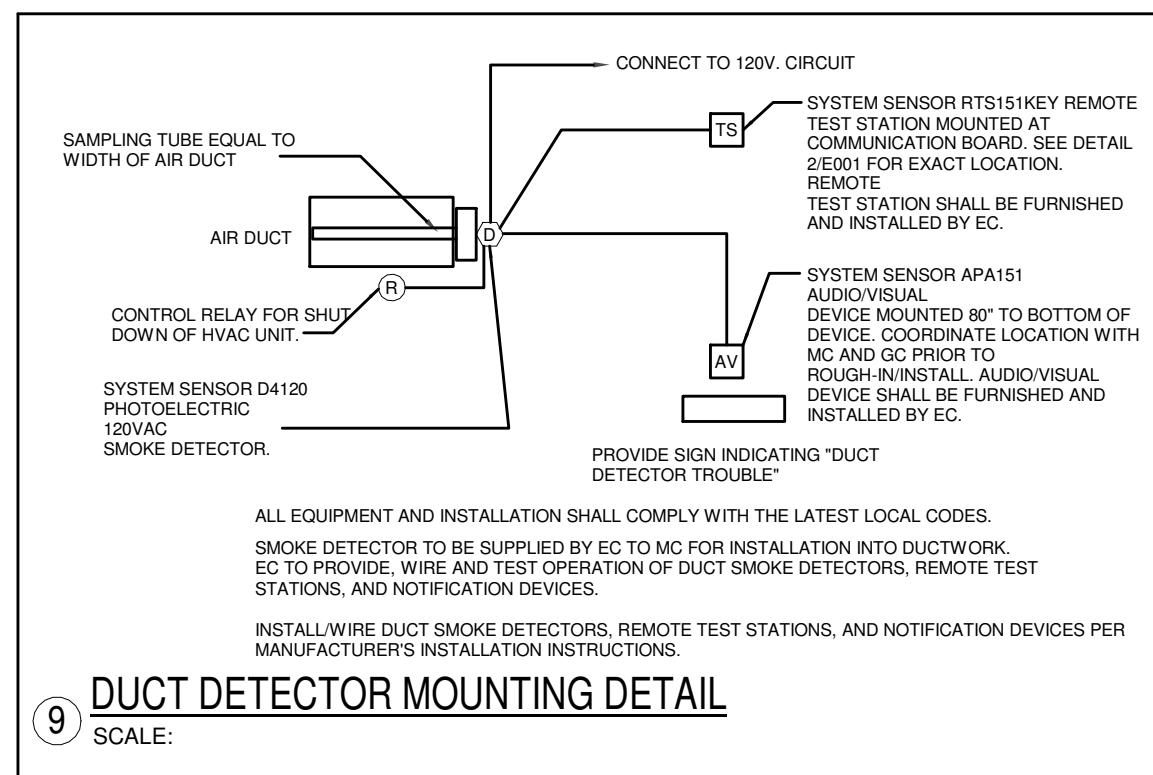 CONNECT TO 120V. CIRCUIT
SYSTEM SENSOR RTS151KEY REMOTE
TEST STATION MOUNTED AT
COMMUNICATION BOARD. SEE DETAIL
2/E001 FOR EXACT LOCATION.
REMOTE
TEST STATION SHALL BE FURNISHED
AND INSTALLED BY EC.
TS
SAMPLING TUBE EQUAL TO
WIDTH OF AIR DUCT
AIR DUCT
D
R
CONTROL RELAY FOR SHUT
DOWN OF HVAC UNIT.
SYSTEM SENSOR APA151
AUDIO/VISUAL
DEVICE MOUNTED 80" TO BOTTOM OF
DEVICE. COORDINATE LOCATION WITH
MC AND GC PRIOR TO
ROUGH-IN/INSTALL. AUDIO/VISUAL
DEVICE SHALL BE FURNISHED AND
INSTALLED BY EC.
AV
SYSTEM SENSOR D4120
PHOTOELECTRIC
120VAC
SMOKE DETECTOR.
PROVIDE SIGN INDICATING "DUCT
DETECTOR TROUBLE"
ALL EQUIPMENT AND INSTALLATION SHALL COMPLY WITH THE LATEST LOCAL CODES.
SMOKE DETECTOR TO BE SUPPLIED BY EC TO MC FOR INSTALLATION INTO DUCTWORK.
EC TO PROVIDE, WIRE AND TEST OPERATION OF DUCT SMOKE DETECTORS, REMOTE TEST
STATIONS, AND NOTIFICATION DEVICES.
INSTALL/WIRE DUCT SMOKE DETECTORS, REMOTE TEST STATIONS, AND NOTIFICATION DEVICES PER
MANUFACTURER'S INSTALLATION INSTRUCTIONS.
9 DUCT DETECTOR MOUNTING DETAIL
SCALE: